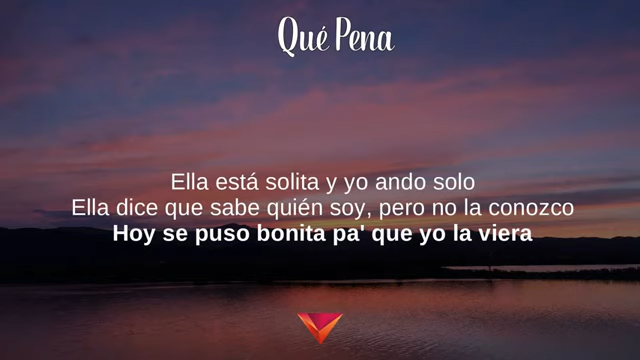 Qué Pena
Ella está solita y yo ando solo
Ella dice que sabe quién soy, pero no la conozco
Hoy se puso bonita pa' que yo la viera